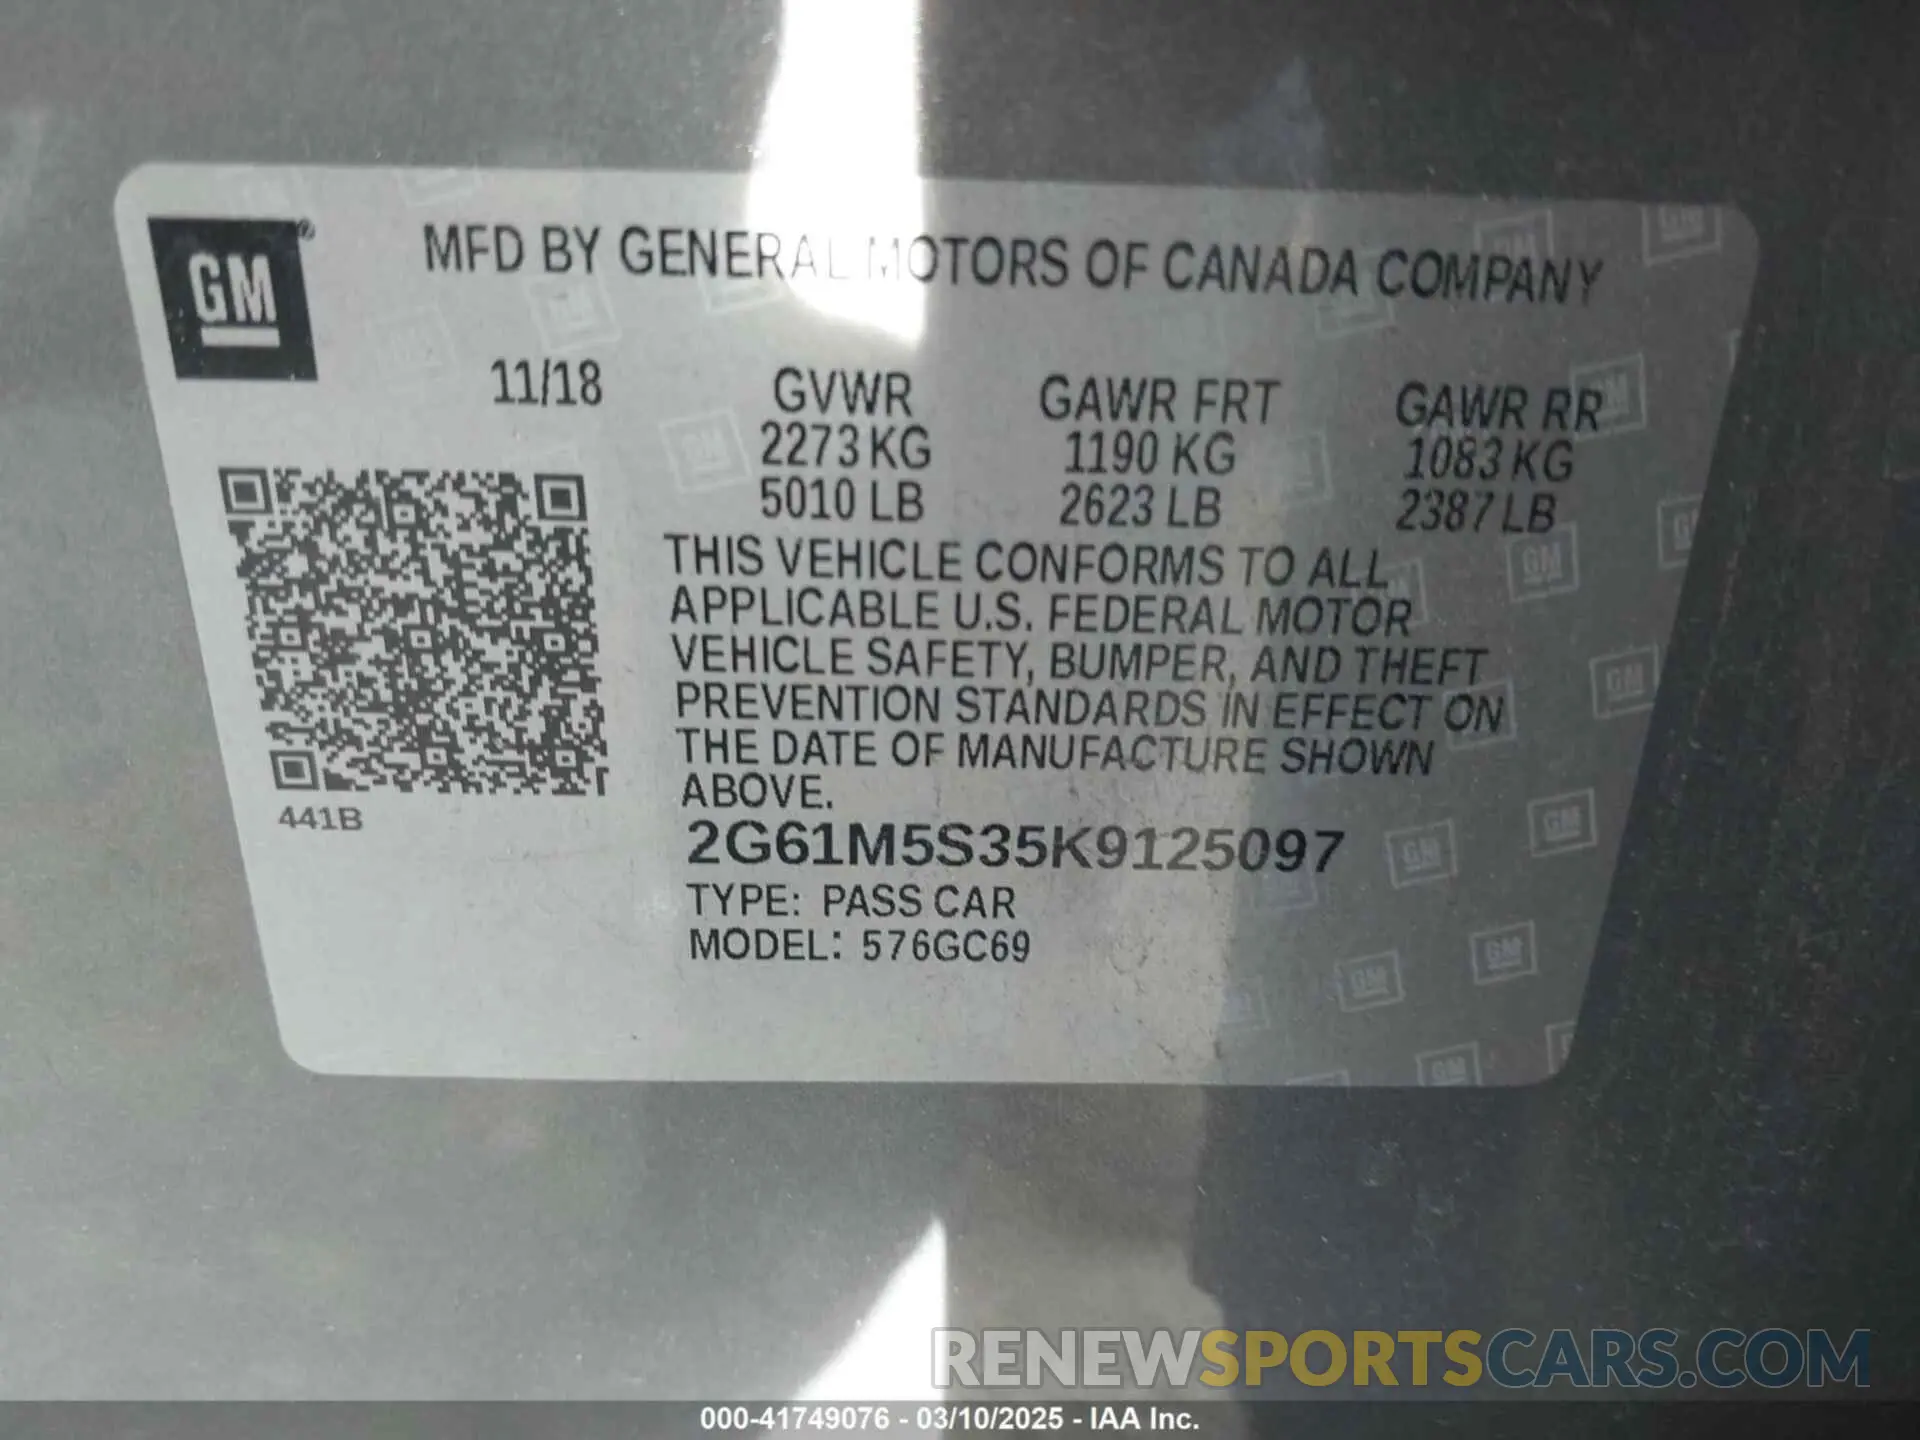 GM
MFD BY GENERAL MOTORS OF CANADA COMPANY
11/18 GVWR GAWR FRT GAWR RR
2273 KG 1190 KG 1083 KG
5010 LB 2623 LB 2387 LB
THIS VEHICLE CONFORMS TO ALL
APPLICABLE U.S. FEDERAL MOTOR
VEHICLE SAFETY, BUMPER, AND THEFT
PREVENTION STANDARDS IN EFFECT ON
THE DATE OF MANUFACTURE SHOWN
ABOVE.
441B
2G61M5S35K9125097
TYPE: PASS CAR
MODEL: 576GC69
RENEWSPORTSCARS.COM
000-41749076 - 03/10/2025 - IAA Inc.